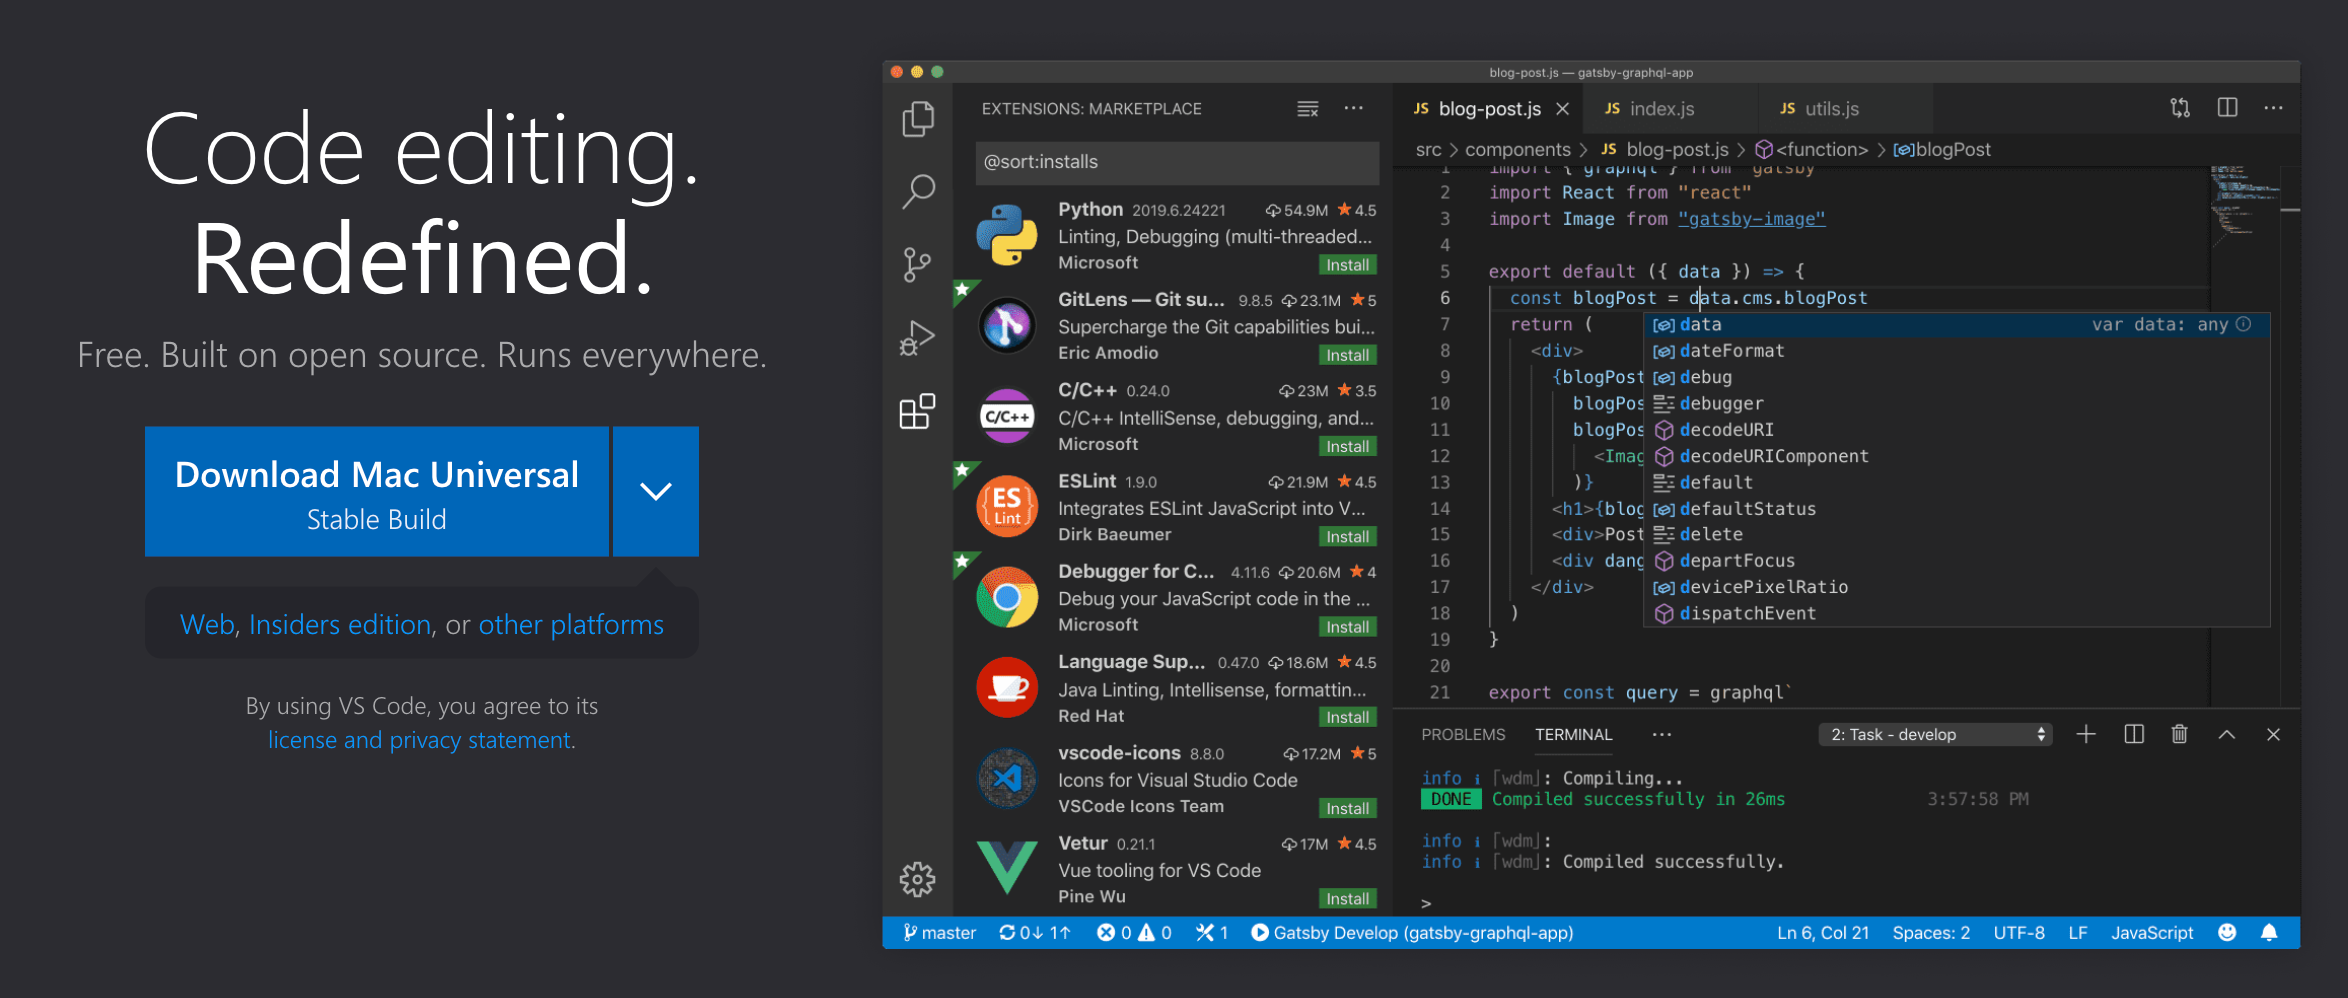 Code editing.
Redefined.
Free. Built on open source. Runs everywhere.
Download Mac Universal
Stable Build
Web, Insiders edition, or other platforms
By using VS Code, you agree to its
license and privacy statement.
blog-post.js — gatsby-graphql-app
EXTENSIONS: MARKETPLACE
@sort:installs
Python 2019.6.24221 54.9M 4.5
Linting, Debugging (multi-threaded...
Microsoft
Install
GitLens — Git su... 9.8.5 23.1M 5
Supercharge the Git capabilities bui...
Eric Amodio
Install
C/C++
C/C++ 0.24.0 23M 3.5
C/C++ IntelliSense, debugging, and...
Microsoft
Install
ES
Lint
ESLint 1.9.0 21.9M 4.5
Integrates ESLint JavaScript into V...
Dirk Baeumer
Install
Debugger for C... 4.11.6 20.6M 4
Debug your JavaScript code in the ...
Microsoft
Install
Language Sup... 0.47.0 18.6M 4.5
Java Linting, Intellisense, formattin...
Red Hat
Install
vscode-icons 8.8.0 17.2M 5
Icons for Visual Studio Code
VSCode Icons Team
Install
Vetur 0.21.1 17M 4.5
Vue tooling for VS Code
Pine Wu
Install
JS blog-post.js JS index.js JS utils.js
src > components > JS blog-post.js > <function> > blogPost
1 import { graphql } from "gatsby"
2 import React from "react"
3 import Image from "gatsby-image"
4
5 export default ({ data }) => {
6 const blogPost = data.cms.blogPost
7 return (
8 <div>
9 {blogPost
10 blogPos
11 blogPos
12 <Imag
13 )}
14 <h1>{blog
15 <div>Post
16 <div dang
17 </div>
18 )
19 }
20
21 export const query = graphql`
data var data: any
dateFormat
debug
debugger
decodeURI
decodeURIComponent
default
defaultStatus
delete
departFocus
devicePixelRatio
dispatchEvent
PROBLEMS TERMINAL ... 2: Task - develop
info i ｢wdm｣: Compiling...
DONE Compiled successfully in 26ms 3:57:58 PM
info i ｢wdm｣:
info i ｢wdm｣: Compiled successfully.
>
master 0↓ 1↑ 0 0 1 Gatsby Develop (gatsby-graphql-app) Ln 6, Col 21 Spaces: 2 UTF-8 LF JavaScript